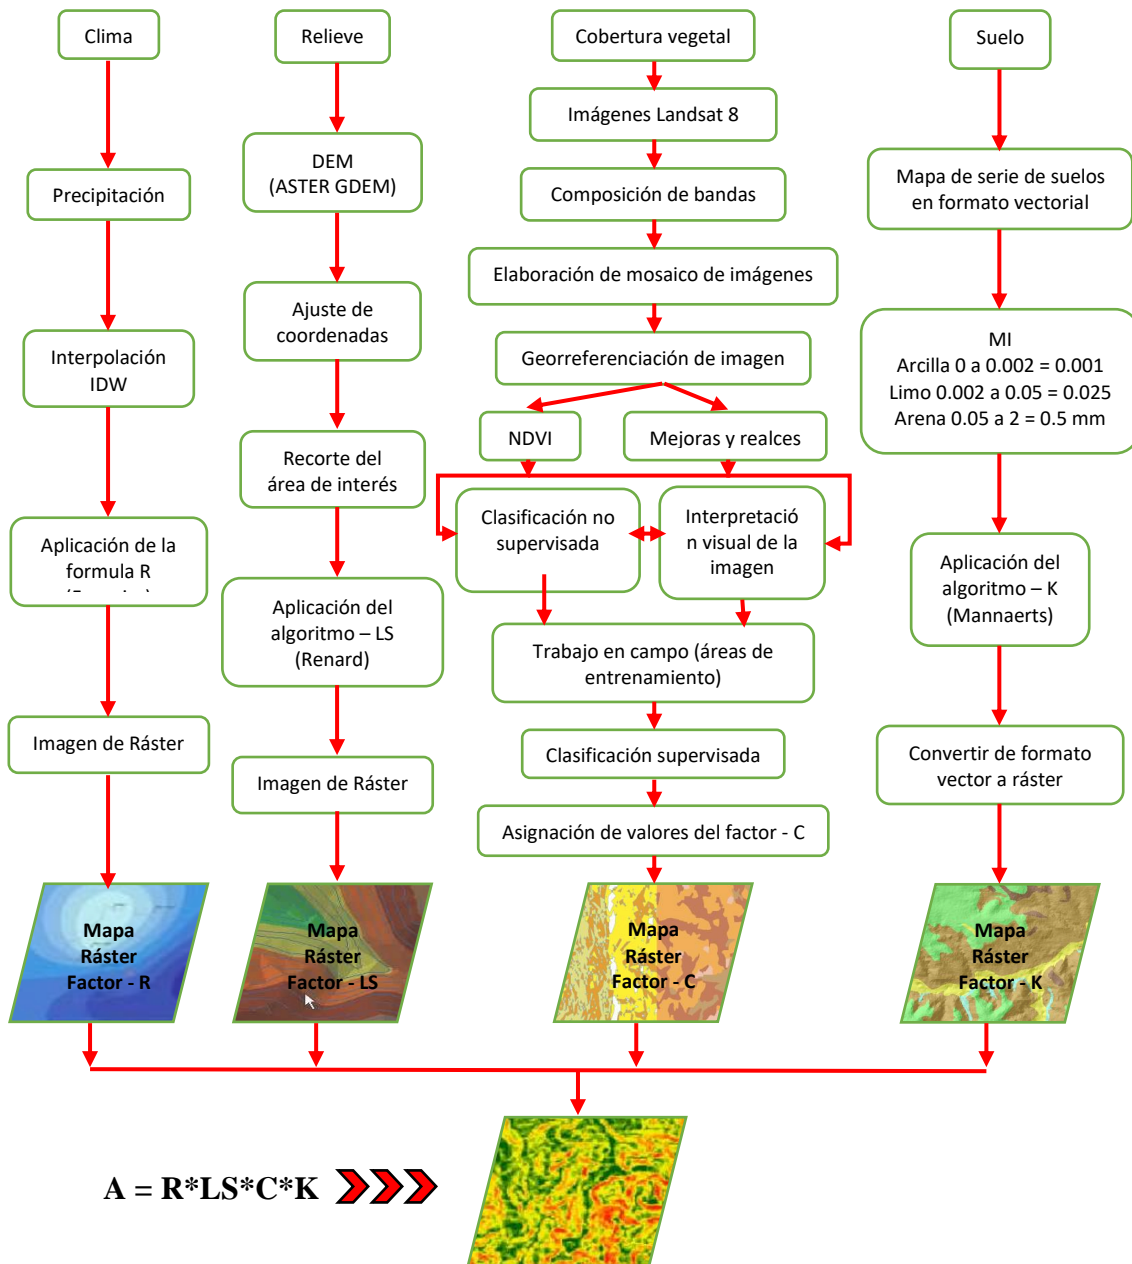 Clima
Precipitación
Interpolación
IDW
Aplicación de la
formula R
Imagen de Ráster
Mapa
Ráster
Factor - R
Relieve
DEM
(ASTER GDEM)
Ajuste de
coordenadas
Recorte del
área de interés
Aplicación del
algoritmo – LS
(Renard)
Imagen de Ráster
Mapa
Ráster
Factor - LS
Cobertura vegetal
Imágenes Landsat 8
Composición de bandas
Elaboración de mosaico de imágenes
Georreferenciación de imagen
NDVI
Mejoras y realces
Clasificación no
supervisada
Interpretació
n visual de la
imagen
Trabajo en campo (áreas de
entrenamiento)
Clasificación supervisada
Asignación de valores del factor - C
Mapa
Ráster
Factor - C
Suelo
Mapa de serie de suelos
en formato vectorial
MI
Arcilla 0 a 0.002 = 0.001
Limo 0.002 a 0.05 = 0.025
Arena 0.05 a 2 = 0.5 mm
Aplicación del
algoritmo – K
(Mannaerts)
Convertir de formato
vector a ráster
Mapa
Ráster
Factor - K
A = R*LS*C*K